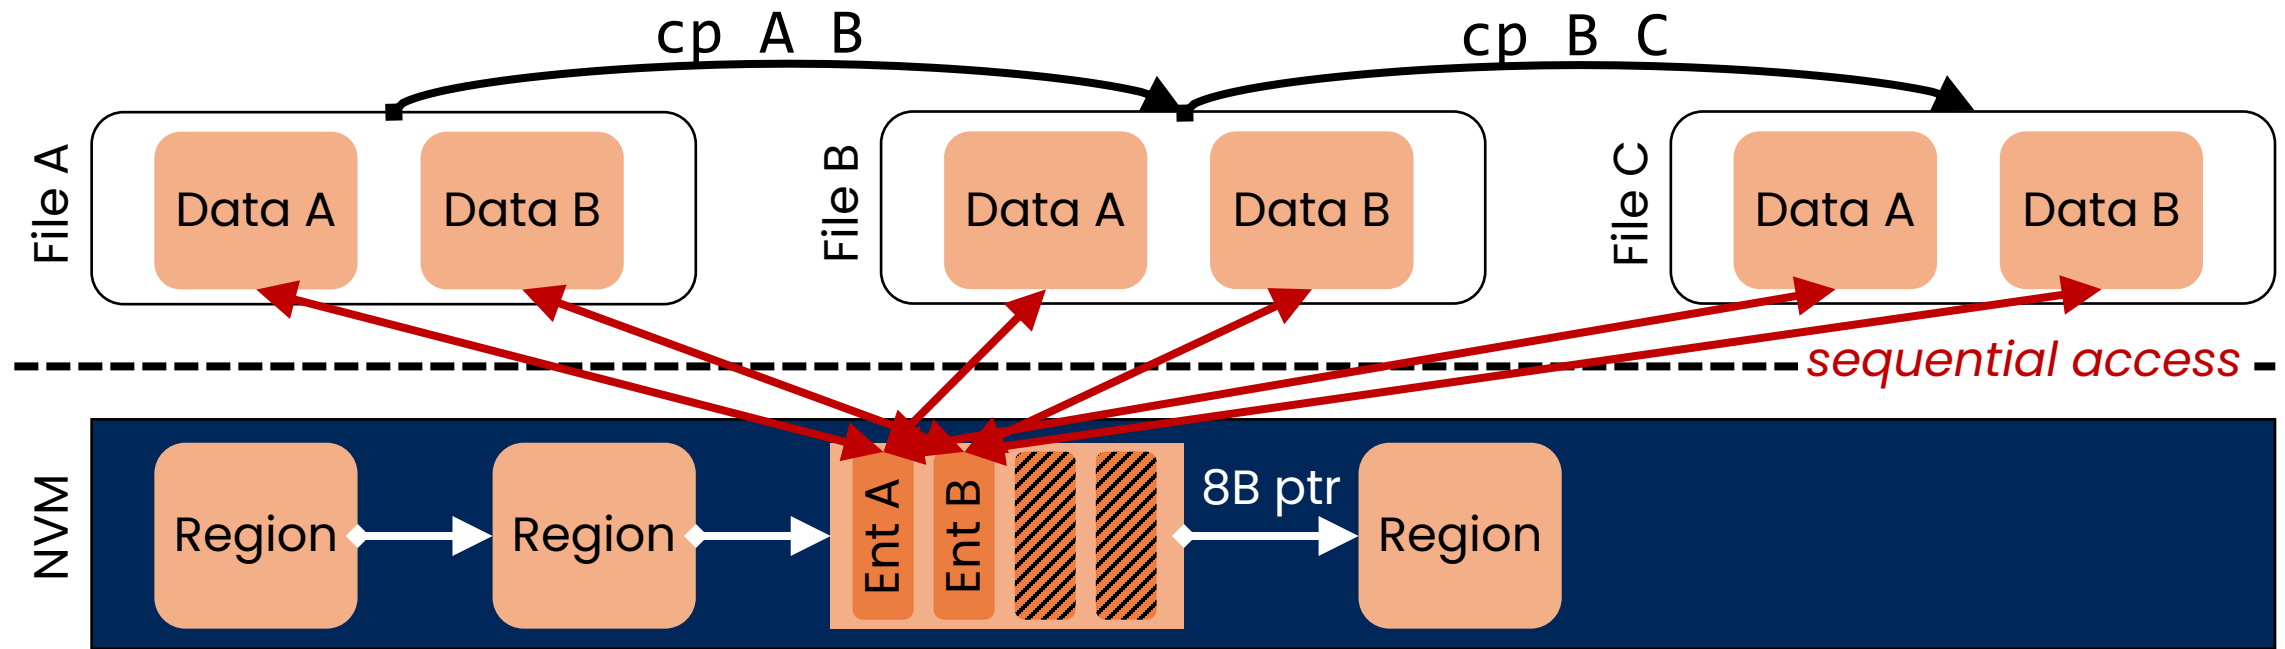 cp A B
cp B C
File A
Data A
Data B
File B
Data A
Data B
File C
Data A
Data B
sequential access
NVM
Region
Region
Ent A
Ent B
8B ptr
Region